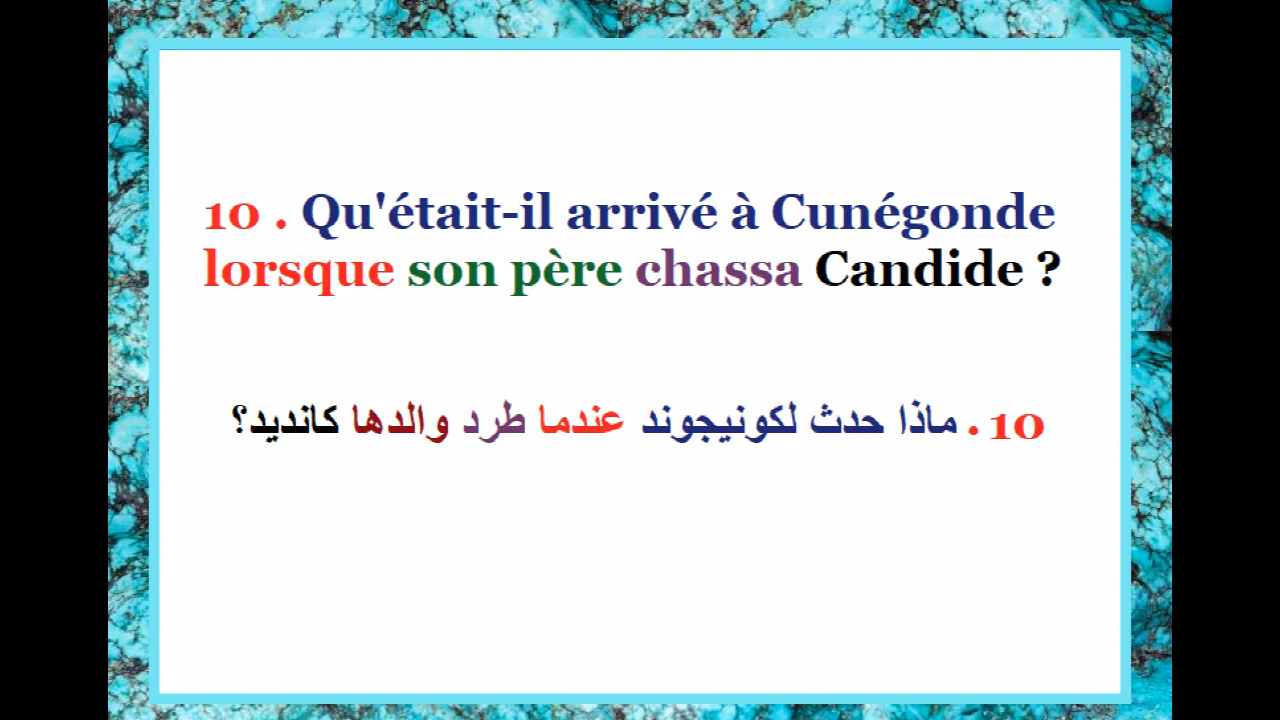 10 . Qu'était-il arrivé à Cunégonde
lorsque son père chassa Candide ?
10 . ماذا حدث لكونيجوند عندما طرد والدها كانديد؟